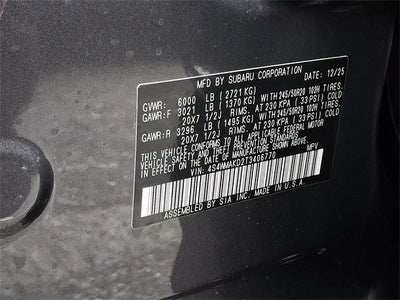 MFD BY SUBARU CORPORATION 12/25
GVWR: 6000 LB (2721 KG)
GAWR:F 3021 LB (1370 KG) WITH 245/50R20 102H TIRES.
20X7 1/2J RIMS. AT 230 KPA (33 PSI) COLD
GAWR:R 3296 LB (1495 KG) WITH 245/50R20 102H TIRES.
20X7 1/2J RIMS. AT 230 KPA (33 PSI) COLD
THIS VEHICLE CONFORMS TO ALL APPLICABLE FEDERAL MOTOR
VEHICLE SAFETY, BUMPER, AND THEFT PREVENTION STANDARDS
IN EFFECT ON THE DATE OF MANUFACTURE SHOWN ABOVE.
VIN: 4S4WMAKD2T3406770 MPV
ASSEMBLED BY SIA INC. MADE IN U.S.A.